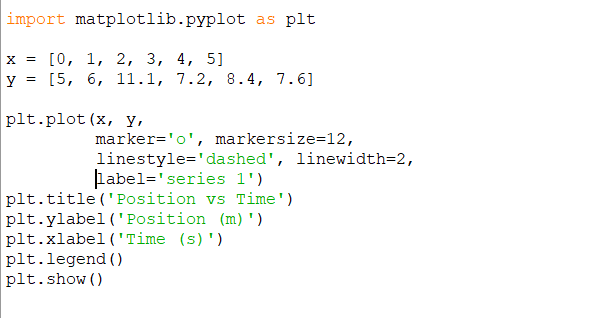 import matplotlib.pyplot as plt

x = [0, 1, 2, 3, 4, 5]
y = [5, 6, 11.1, 7.2, 8.4, 7.6]

plt.plot(x, y,
         marker='o', markersize=12,
         linestyle='dashed', linewidth=2,
         label='series 1')
plt.title('Position vs Time')
plt.ylabel('Position (m)')
plt.xlabel('Time (s)')
plt.legend()
plt.show()